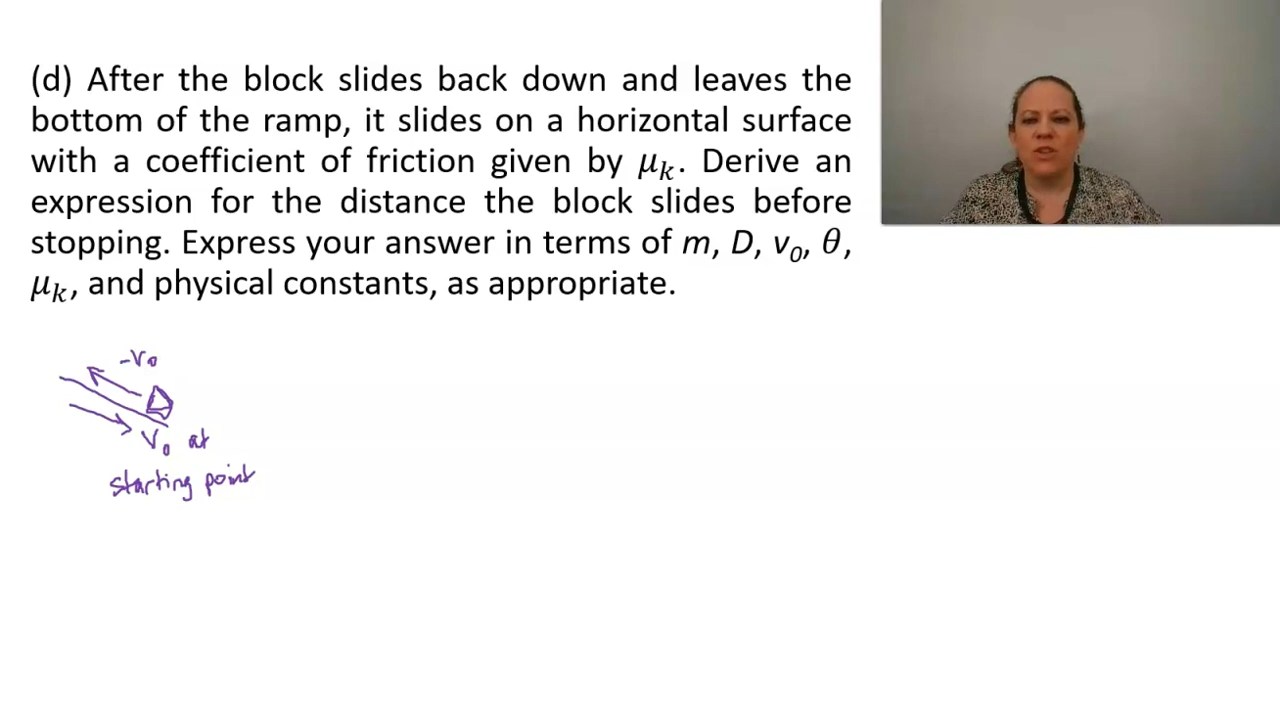 (d) After the block slides back down and leaves the
bottom of the ramp, it slides on a horizontal surface
with a coefficient of friction given by μₖ. Derive an
expression for the distance the block slides before
stopping. Express your answer in terms of m, D, v₀, θ,
μₖ, and physical constants, as appropriate.
-v₀
v₀ at
starting point